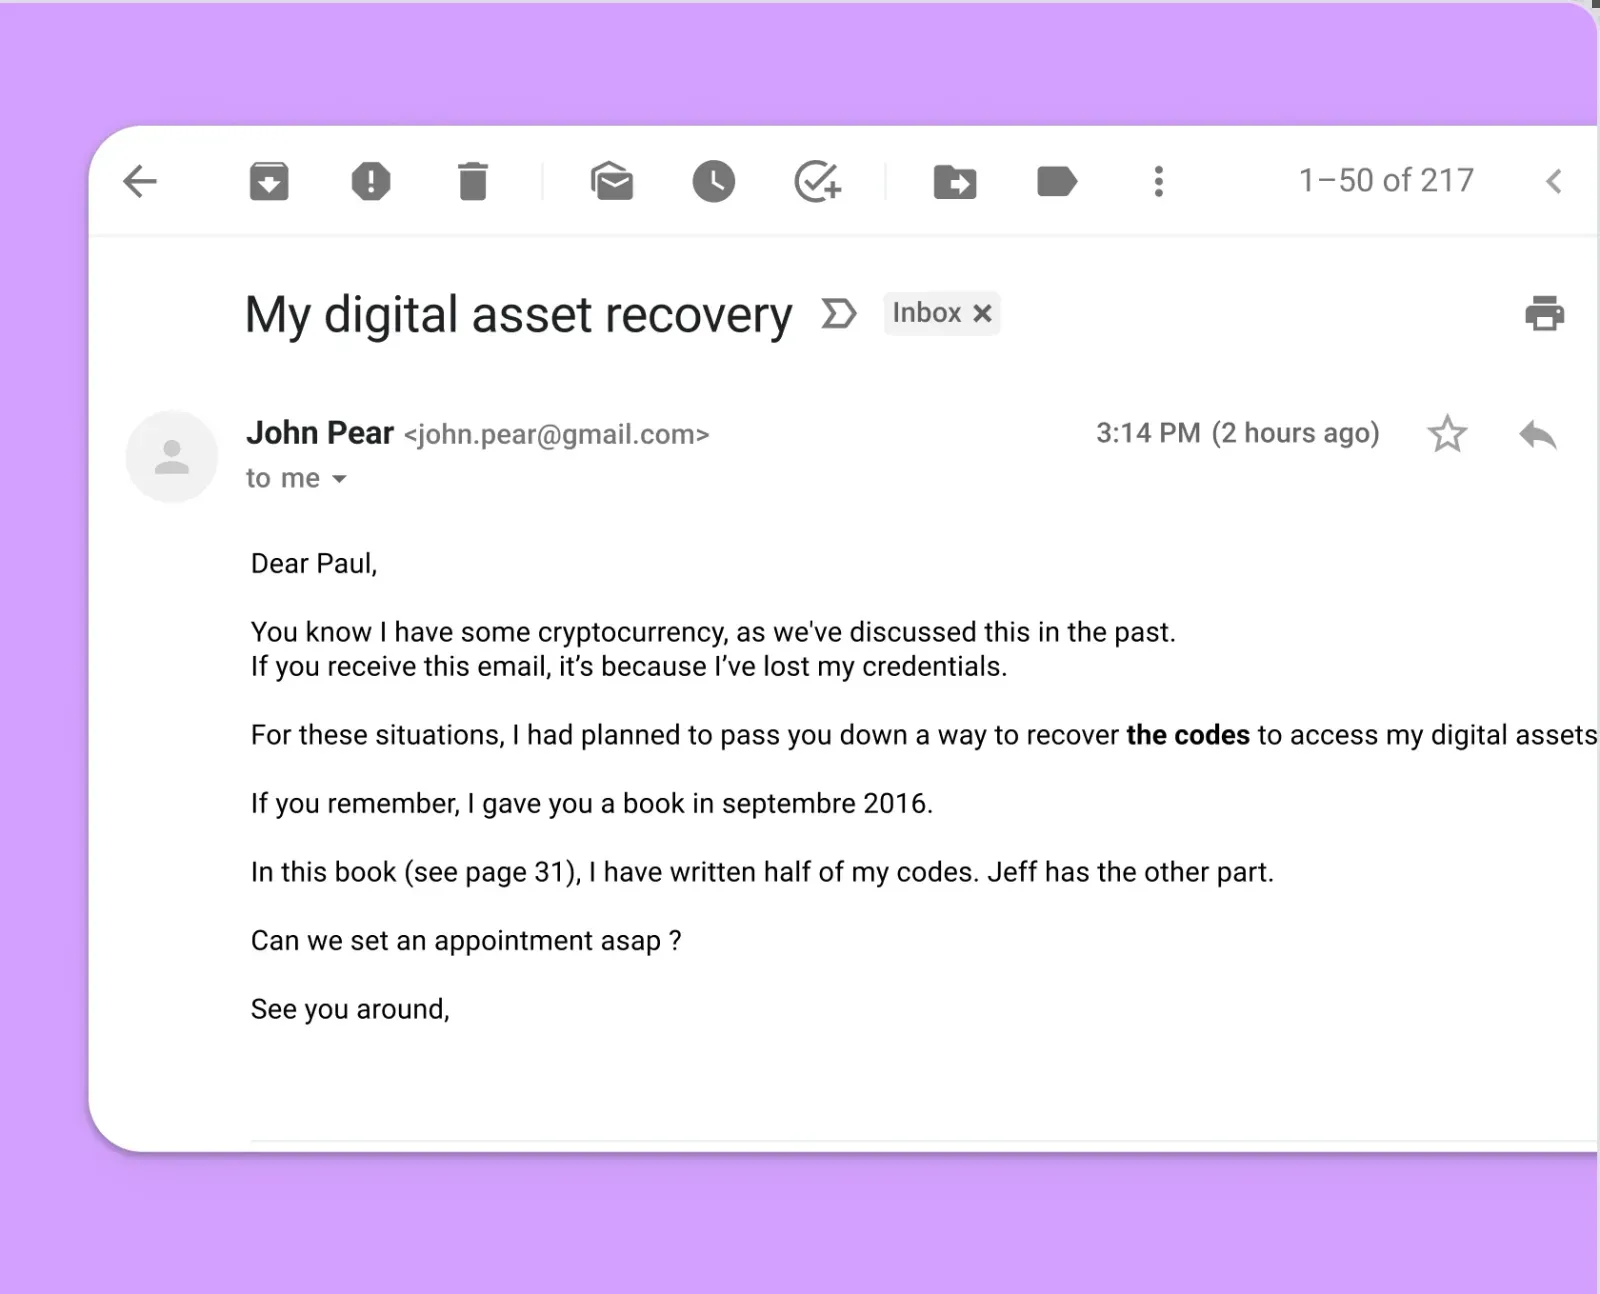 1–50 of 217
My digital asset recovery
Inbox
John Pear <john.pear@gmail.com>
3:14 PM (2 hours ago)
to me
Dear Paul,
You know I have some cryptocurrency, as we've discussed this in the past.
If you receive this email, it’s because I’ve lost my credentials.
For these situations, I had planned to pass you down a way to recover the codes to access my digital assets
If you remember, I gave you a book in septembre 2016.
In this book (see page 31), I have written half of my codes. Jeff has the other part.
Can we set an appointment asap ?
See you around,